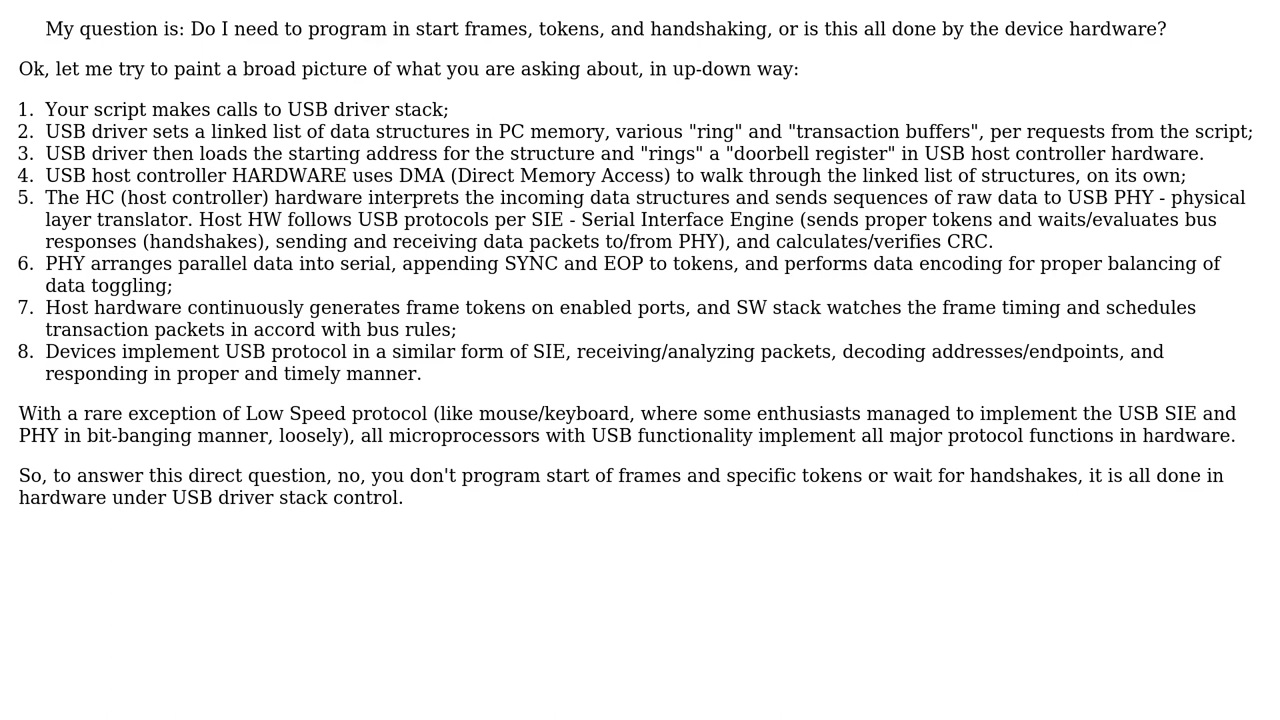 My question is: Do I need to program in start frames, tokens, and handshaking, or is this all done by the device hardware?
Ok, let me try to paint a broad picture of what you are asking about, in up-down way:
1. Your script makes calls to USB driver stack;
2. USB driver sets a linked list of data structures in PC memory, various "ring" and "transaction buffers", per requests from the script;
3. USB driver then loads the starting address for the structure and "rings" a "doorbell register" in USB host controller hardware.
4. USB host controller HARDWARE uses DMA (Direct Memory Access) to walk through the linked list of structures, on its own;
5. The HC (host controller) hardware interprets the incoming data structures and sends sequences of raw data to USB PHY - physical
layer translator. Host HW follows USB protocols per SIE - Serial Interface Engine (sends proper tokens and waits/evaluates bus
responses (handshakes), sending and receiving data packets to/from PHY), and calculates/verifies CRC.
6. PHY arranges parallel data into serial, appending SYNC and EOP to tokens, and performs data encoding for proper balancing of
data toggling;
7. Host hardware continuously generates frame tokens on enabled ports, and SW stack watches the frame timing and schedules
transaction packets in accord with bus rules;
8. Devices implement USB protocol in a similar form of SIE, receiving/analyzing packets, decoding addresses/endpoints, and
responding in proper and timely manner.
With a rare exception of Low Speed protocol (like mouse/keyboard, where some enthusiasts managed to implement the USB SIE and
PHY in bit-banging manner, loosely), all microprocessors with USB functionality implement all major protocol functions in hardware.
So, to answer this direct question, no, you don't program start of frames and specific tokens or wait for handshakes, it is all done in
hardware under USB driver stack control.